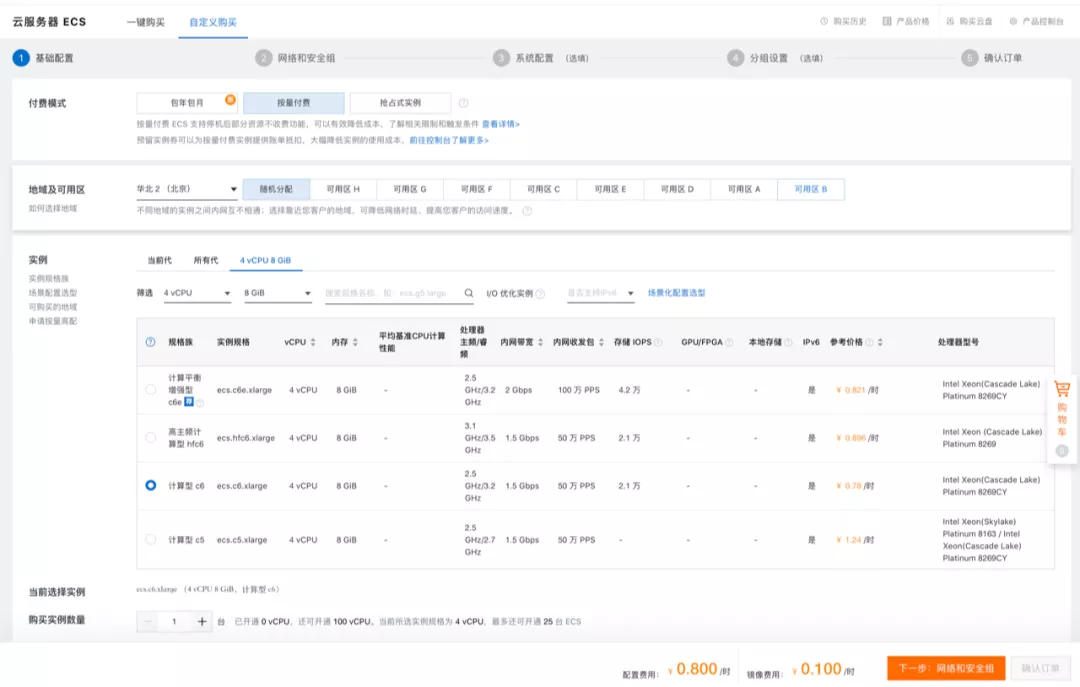 云服务器 ECS 一键购买 自定义购买 购买历史 产品价格 购买云盘 产品控制台
1 基础配置 2 网络和安全组 3 系统配 置 (选填) 4 分组设置 (选填) 5 确认订单
付费模式 包年包月 惠 按量付费 抢占式实例
按量付费 ECS 支持停机后部分资源不收费功能，可以有效降低成本，了解相关限制和触发条件 查看详情>
预留实例券可以为按量付费实例提供账单抵扣，大幅降低实例的使用成本，前往控制台了解更多>
地域及可用区 华北 2 （北京） 随机分配 可用区 H 可用区 G 可用区 F 可用区 C 可用区 E 可用区 D 可用区 A 可用区 B
如何选择地域
不同地域的实例之间内网互不相通；选择靠近您客户的地域，可降低网络时延、提高您客户的访问速度。
实例 当前代 所有代 4 vCPU 8 GiB
实例规格族
场景配置选型
可购买的地域
申请按量高配
筛选 4 vCPU 8 GiB 搜索规格名称，如：ecs.g5.large I/O 优化实例 是否支持IPv6 场景化配置选型
规格族 实例规格 vCPU 内存 平均基准CPU计算性能 处理器主频/睿频 内网带宽 内网收发包 存储 IOPS GPU/FPGA 本地存储 IPv6 参考价格 处理器型号
计算平衡增强型 c6e 荐 ecs.c6e.xlarge 4 vCPU 8 GiB - 2.5 GHz/3.2 GHz 2 Gbps 100 万 PPS 4.2 万 - - 是 ¥ 0.821 /时 Intel Xeon(Cascade Lake) Platinum 8269CY
高主频计算型 hfc6 ecs.hfc6.xlarge 4 vCPU 8 GiB - 3.1 GHz/3.5 GHz 1.5 Gbps 50 万 PPS 2.1 万 - - 是 ¥ 0.896 /时 Intel Xeon (Cascade Lake) Platinum 8269
计算型 c6 ecs.c6.xlarge 4 vCPU 8 GiB - 2.5 GHz/3.2 GHz 1.5 Gbps 50 万 PPS 2.1 万 - - 是 ¥ 0.78 /时 Intel Xeon(Cascade Lake) Platinum 8269CY
计算型 c5 ecs.c5.xlarge 4 vCPU 8 GiB - 2.5 GHz/2.7 GHz 1.5 Gbps 50 万 PPS - - - 是 ¥ 1.24 /时 Intel Xeon(Skylake) Platinum 8163 / Intel Xeon(Cascade Lake) Platinum 8269CY
购物车
0
当前选择实例 ecs.c6.xlarge （4 vCPU 8 GiB，计算型 c6）
购买实例数量 − 1 + 台 已开通 0 vCPU，还可开通 100 vCPU。当前所选实例规格为 4 vCPU，最多还可开通 25 台 ECS
配置费用： ¥ 0.800 /时 镜像费用： ¥ 0.100 /时 下一步：网络和安全组 确认订单